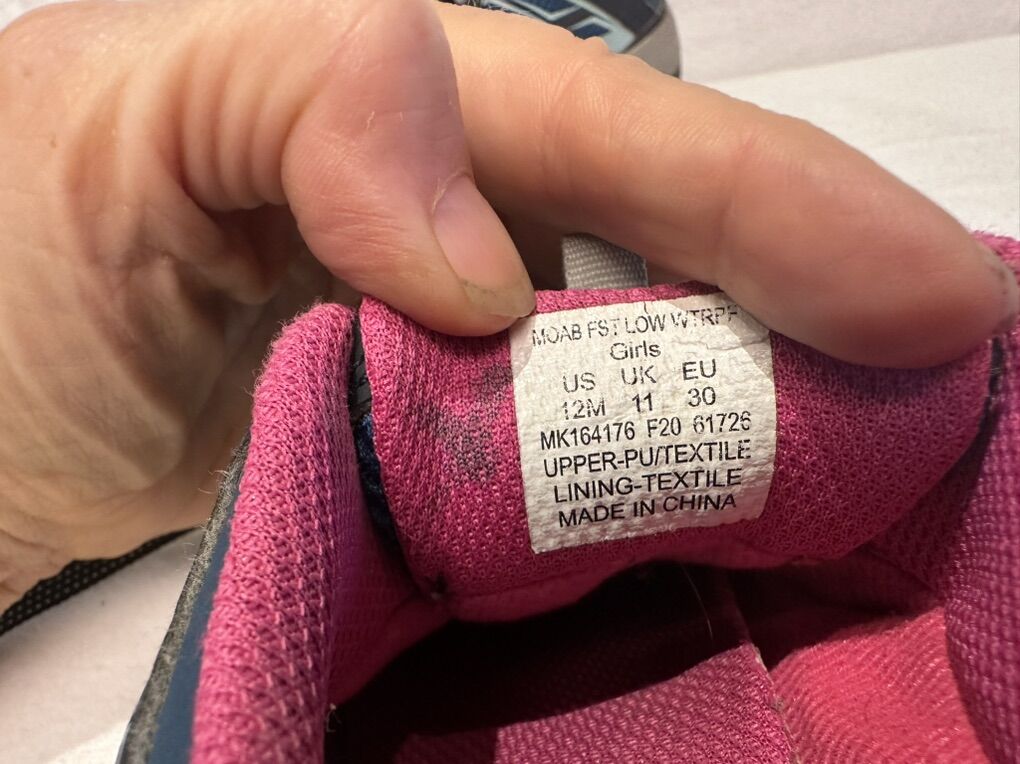 MOAB FST LOW WTRPF
Girls
US UK EU
12M 11 30
MK164176 F20 61726
UPPER-PU/TEXTILE
LINING-TEXTILE
MADE IN CHINA